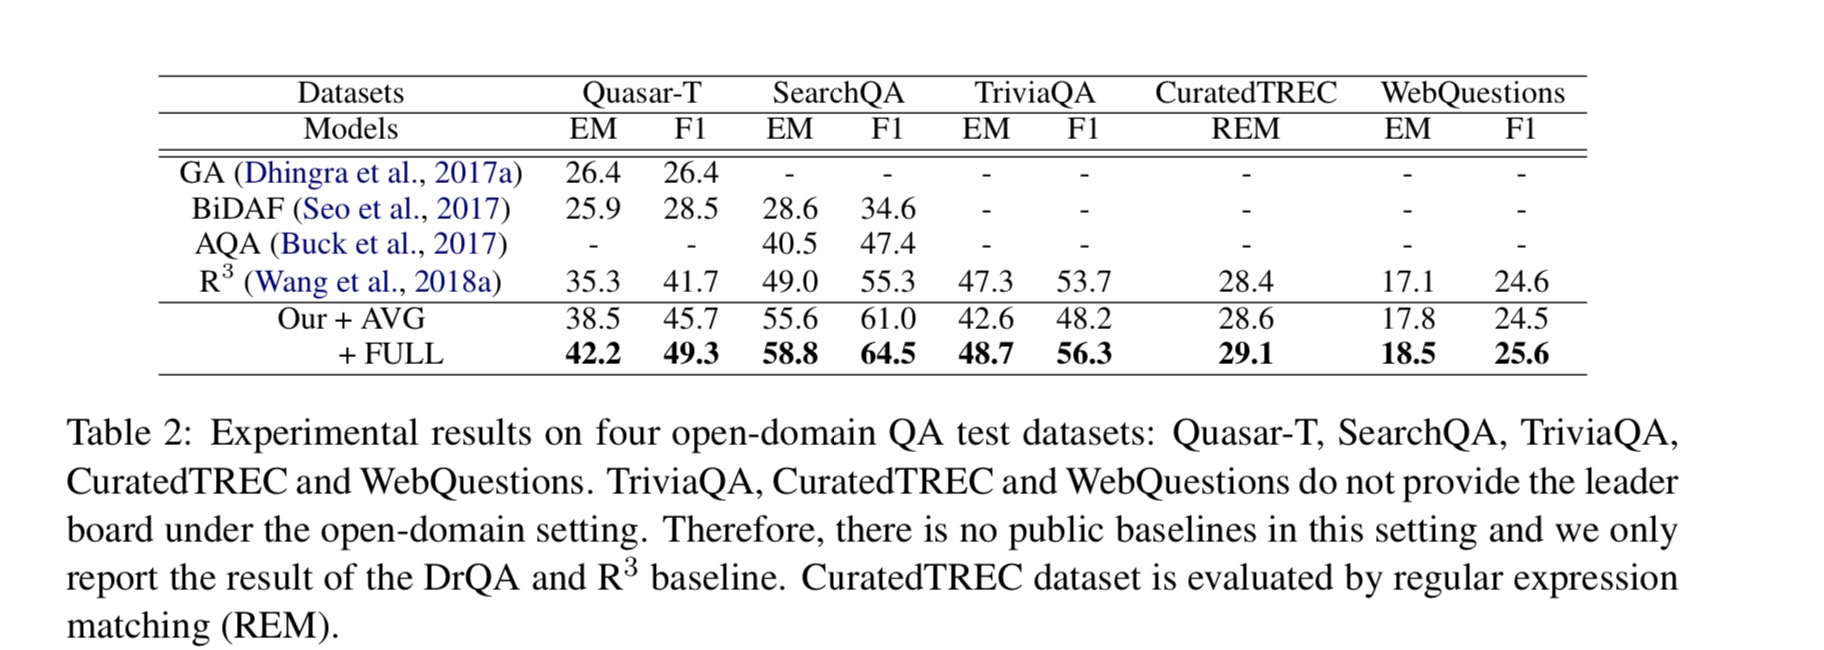 Datasets Quasar-T SearchQA TriviaQA CuratedTREC WebQuestions
Models EM F1 EM F1 EM F1 REM EM F1
GA (Dhingra et al., 2017a) 26.4 26.4 - - - - - - -
BiDAF (Seo et al., 2017) 25.9 28.5 28.6 34.6 - - - - -
AQA (Buck et al., 2017) - - 40.5 47.4 - - - - -
R³ (Wang et al., 2018a) 35.3 41.7 49.0 55.3 47.3 53.7 28.4 17.1 24.6
Our + AVG 38.5 45.7 55.6 61.0 42.6 48.2 28.6 17.8 24.5
+ FULL 42.2 49.3 58.8 64.5 48.7 56.3 29.1 18.5 25.6
Table 2: Experimental results on four open-domain QA test datasets: Quasar-T, SearchQA, TriviaQA,
CuratedTREC and WebQuestions. TriviaQA, CuratedTREC and WebQuestions do not provide the leader
board under the open-domain setting. Therefore, there is no public baselines in this setting and we only
report the result of the DrQA and R³ baseline. CuratedTREC dataset is evaluated by regular expression
matching (REM).